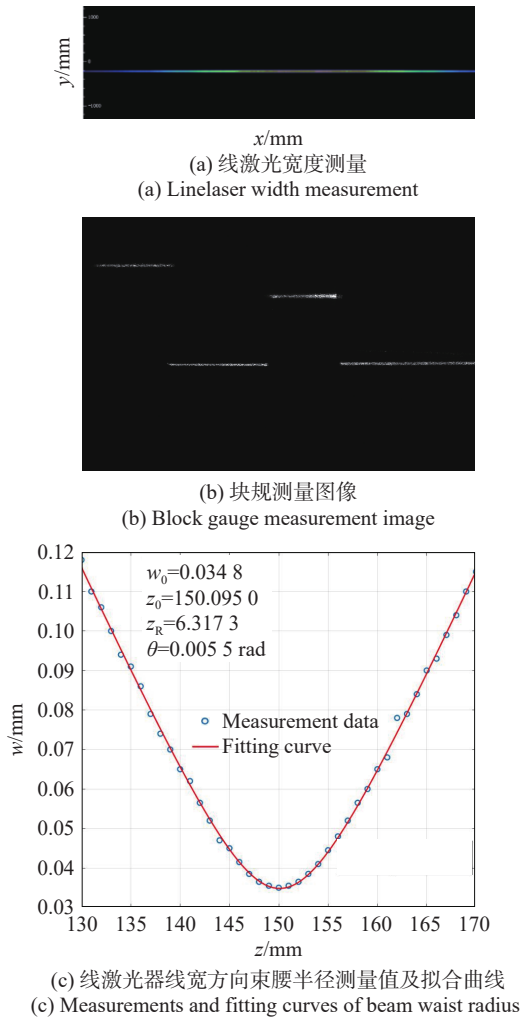 1000
0
−1000
y/mm
x/mm
(a) 线激光宽度测量
(a) Linelaser width measurement
(b) 块规测量图像
(b) Block gauge measurement image
0.12
0.11
0.10
0.09
0.08
0.07
0.06
0.05
0.04
0.03
w/mm
w₀=0.034 8
z₀=150.095 0
z_R=6.317 3
θ=0.005 5 rad
Measurement data
Fitting curve
130 135 140 145 150 155 160 165 170
z/mm
(c) 线激光器线宽方向束腰半径测量值及拟合曲线
(c) Measurements and fitting curves of beam waist radius